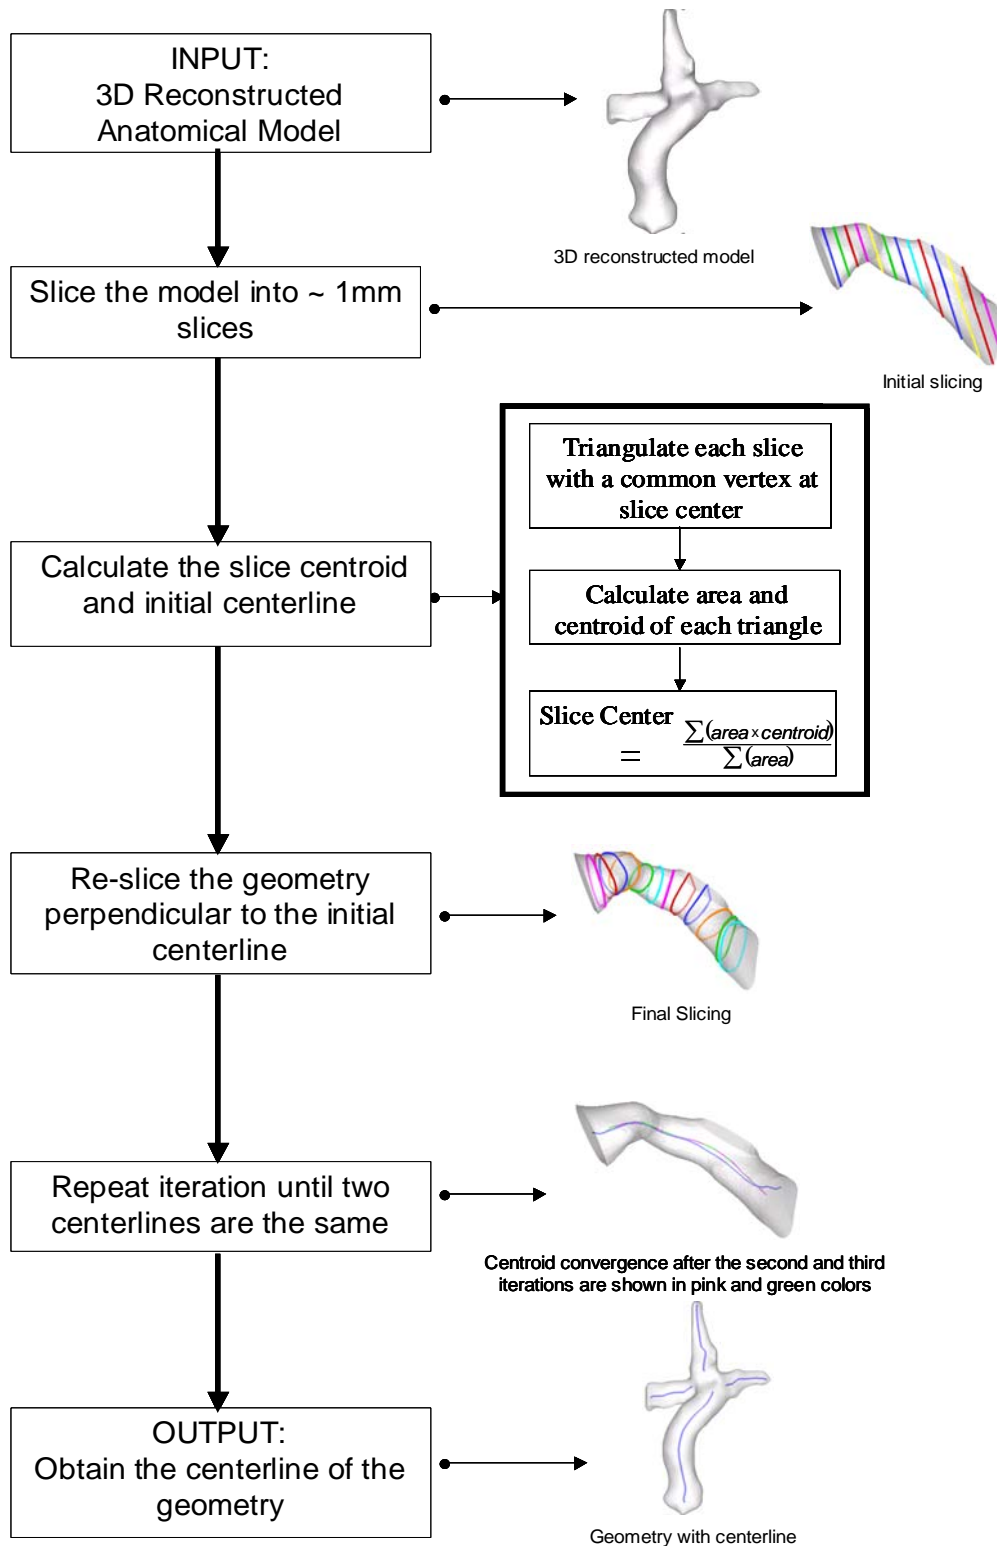 INPUT:
3D Reconstructed
Anatomical Model
3D reconstructed model
Slice the model into ~ 1mm
slices
Initial slicing
Triangulate each slice
with a common vertex at
slice center
Calculate the slice centroid
and initial centerline
Calculate area and
centroid of each triangle
Slice Center
= ∑(area×centroid)
∑(area)
Re-slice the geometry
perpendicular to the initial
centerline
Final Slicing
Repeat iteration until two
centerlines are the same
Centroid convergence after the second and third
iterations are shown in pink and green colors
OUTPUT:
Obtain the centerline of the
geometry
Geometry with centerline